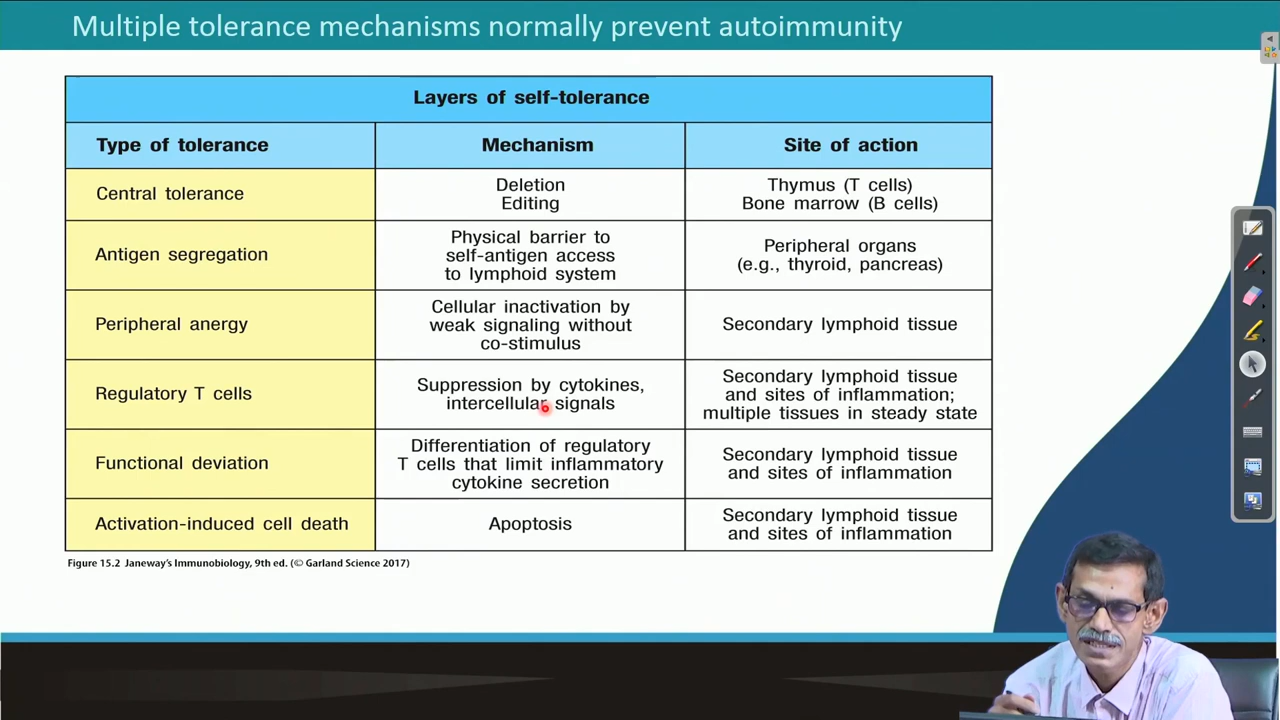 Multiple tolerance mechanisms normally prevent autoimmunity
Layers of self-tolerance
Type of tolerance
Mechanism
Site of action
Central tolerance
Deletion
Editing
Thymus (T cells)
Bone marrow (B cells)
Antigen segregation
Physical barrier to
self-antigen access
to lymphoid system
Peripheral organs
(e.g., thyroid, pancreas)
Peripheral anergy
Cellular inactivation by
weak signaling without
co-stimulus
Secondary lymphoid tissue
Regulatory T cells
Suppression by cytokines,
intercellular signals
Secondary lymphoid tissue
and sites of inflammation;
multiple tissues in steady state
Functional deviation
Differentiation of regulatory
T cells that limit inflammatory
cytokine secretion
Secondary lymphoid tissue
and sites of inflammation
Activation-induced cell death
Apoptosis
Secondary lymphoid tissue
and sites of inflammation
Figure 15.2 Janeway's Immunobiology, 9th ed. (© Garland Science 2017)